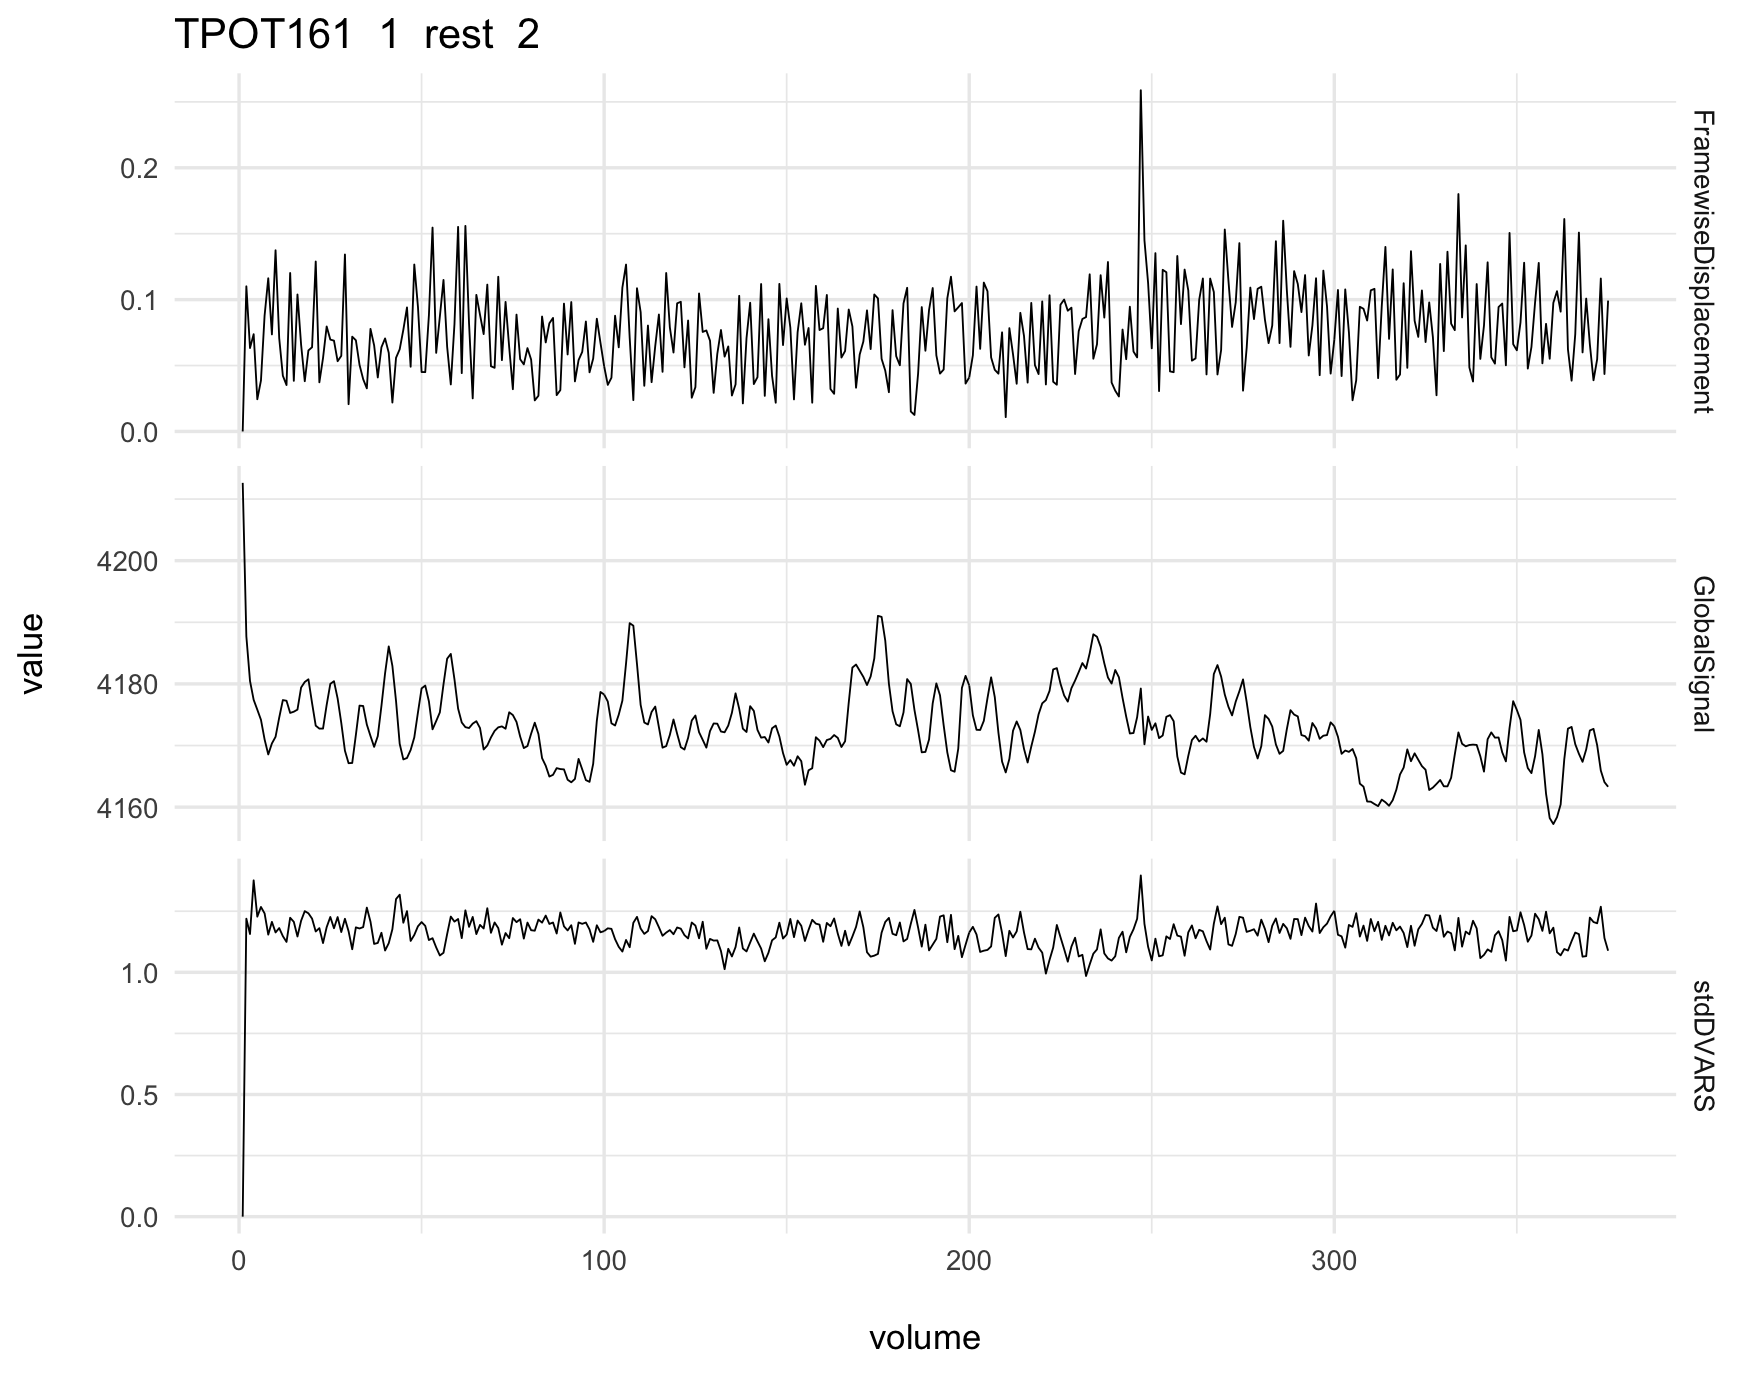 TPOT161 1 rest 2
0.2
0.1
0.0
FramewiseDisplacement
4200
4180
4160
GlobalSignal
value
1.0
0.5
0.0
stdDVARS
0 100 200 300
volume